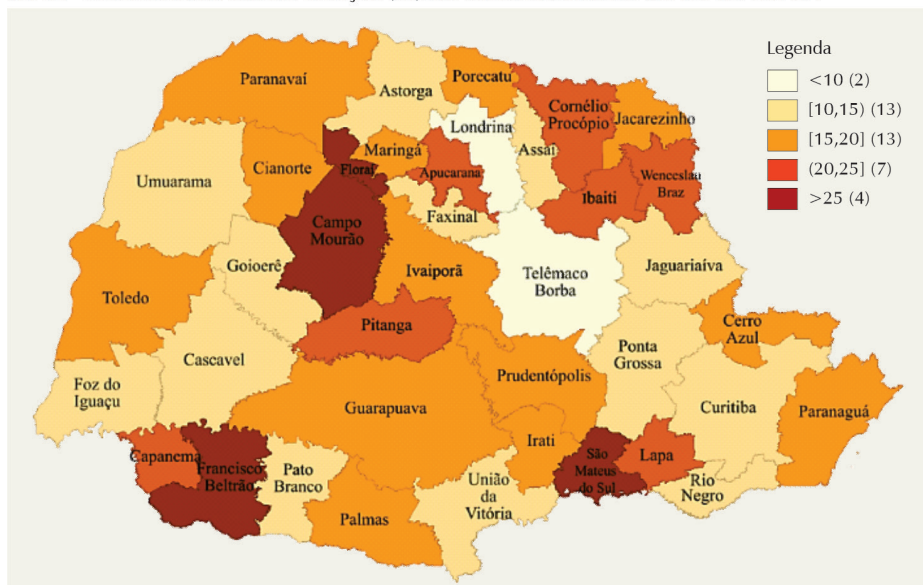 Legenda
<10 (2)
[10,15) (13)
[15,20] (13)
(20,25] (7)
>25 (4)
Paranavaí
Astorga
Porecatu
Cornélio
Procópio
Jacarezinho
Londrina
Assaí
Maringá
Floraí
Apucarana
Cianorte
Umuarama
Wenceslau
Braz
Ibaiti
Faxinal
Campo
Mourão
Goioerê
Ivaiporã
Telêmaco
Borba
Jaguariaíva
Toledo
Pitanga
Cerro
Azul
Ponta
Grossa
Cascavel
Prudentópolis
Foz do
Iguaçu
Guarapuava
Curitiba
Paranaguá
Irati
Capanema
Francisco
Beltrão
Pato
Branco
São
Mateus
do Sul
Lapa
União
da
Vitória
Rio
Negro
Palmas